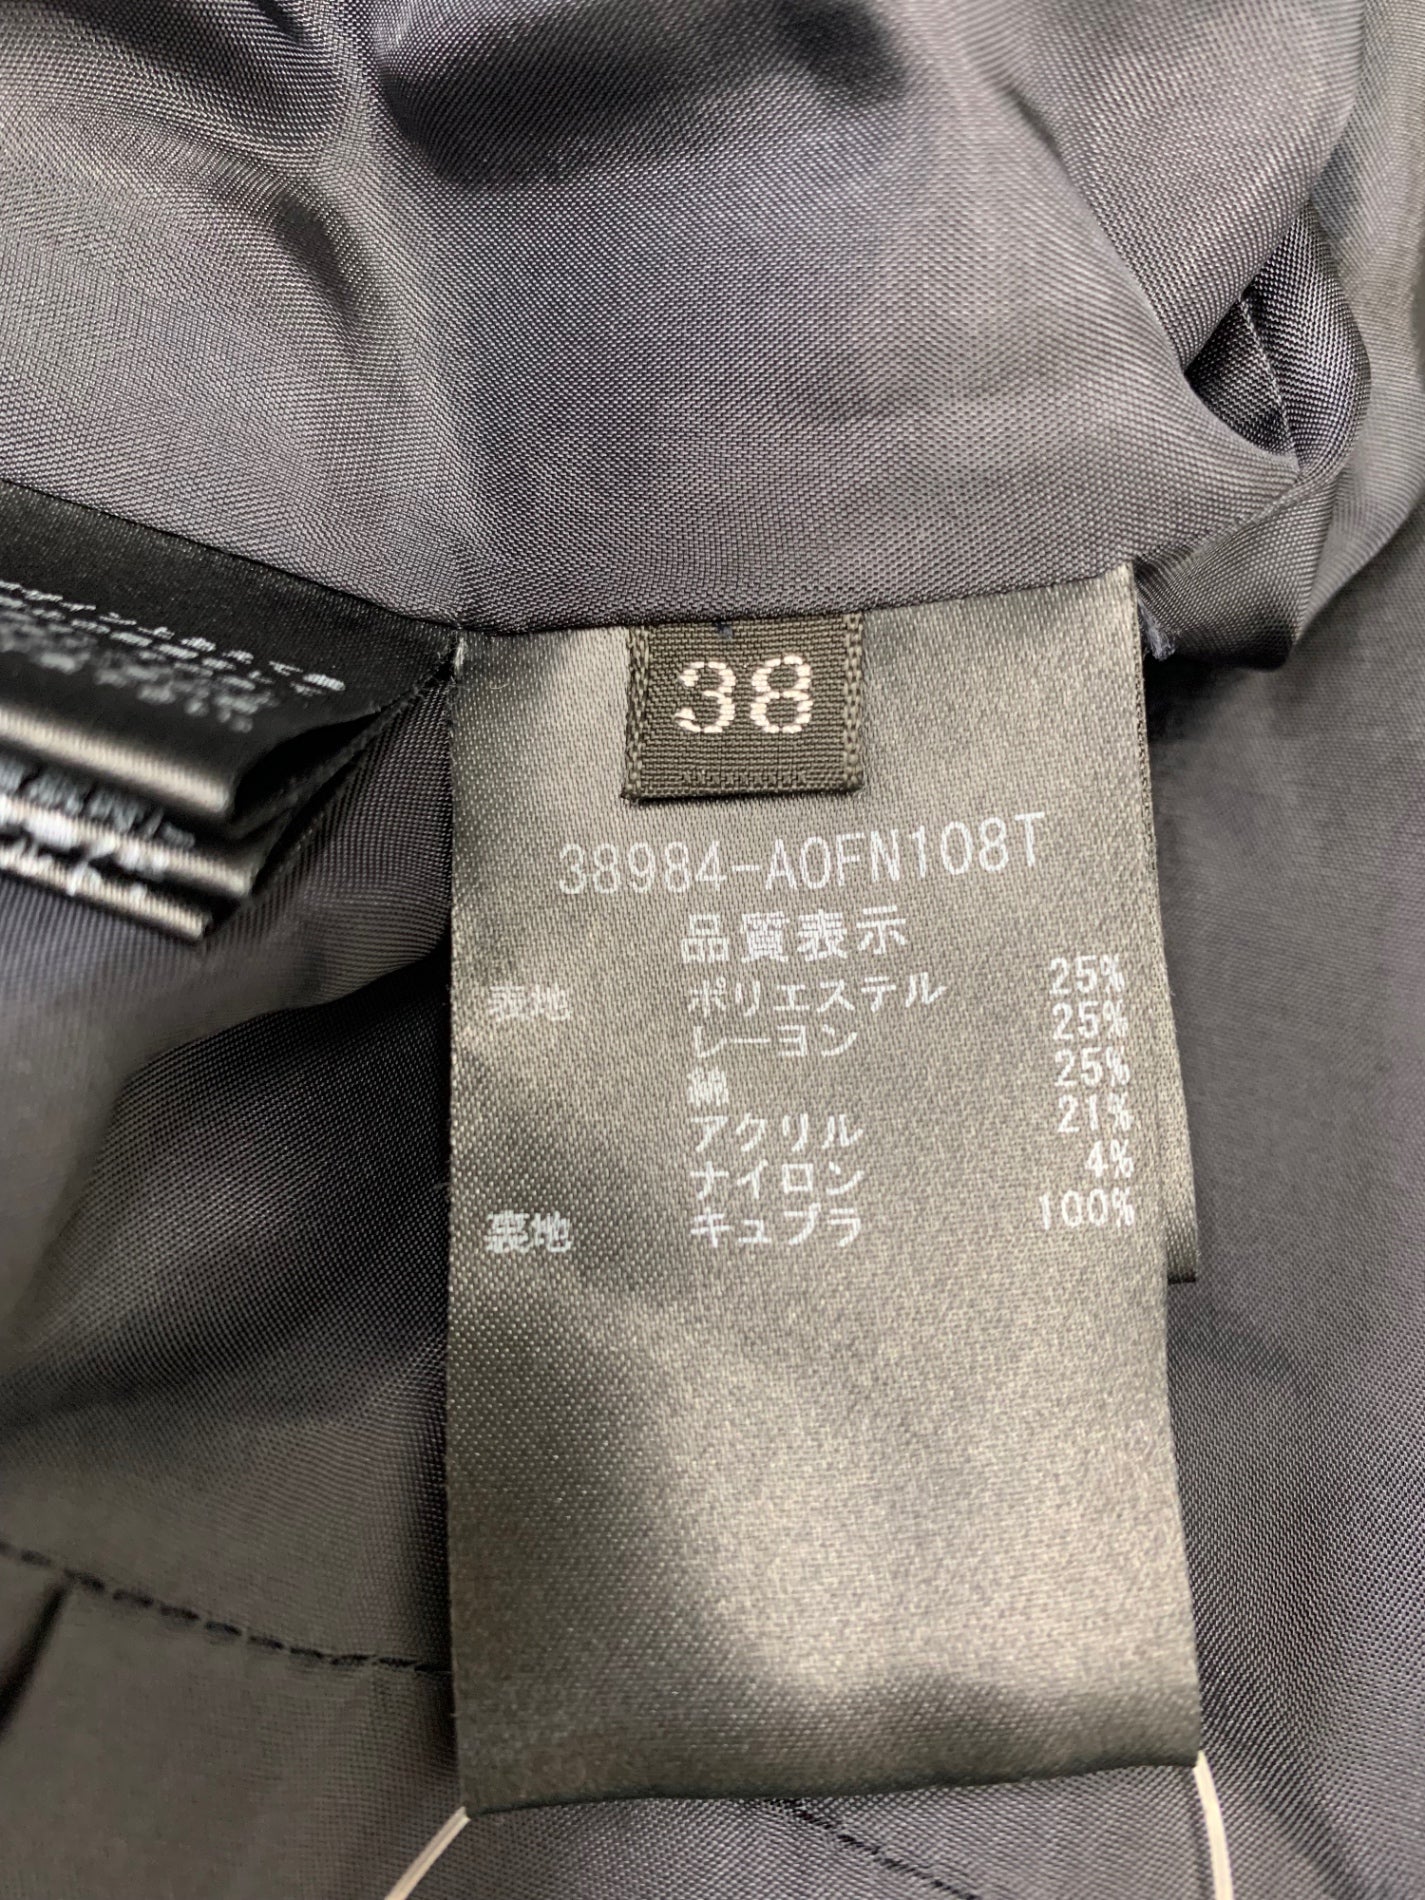 38
38984-A0FN108T
品質表示
表地 ポリエステル 25%
レーヨン 25%
綿 25%
アクリル 21%
ナイロン 4%
裏地 キュプラ 100%